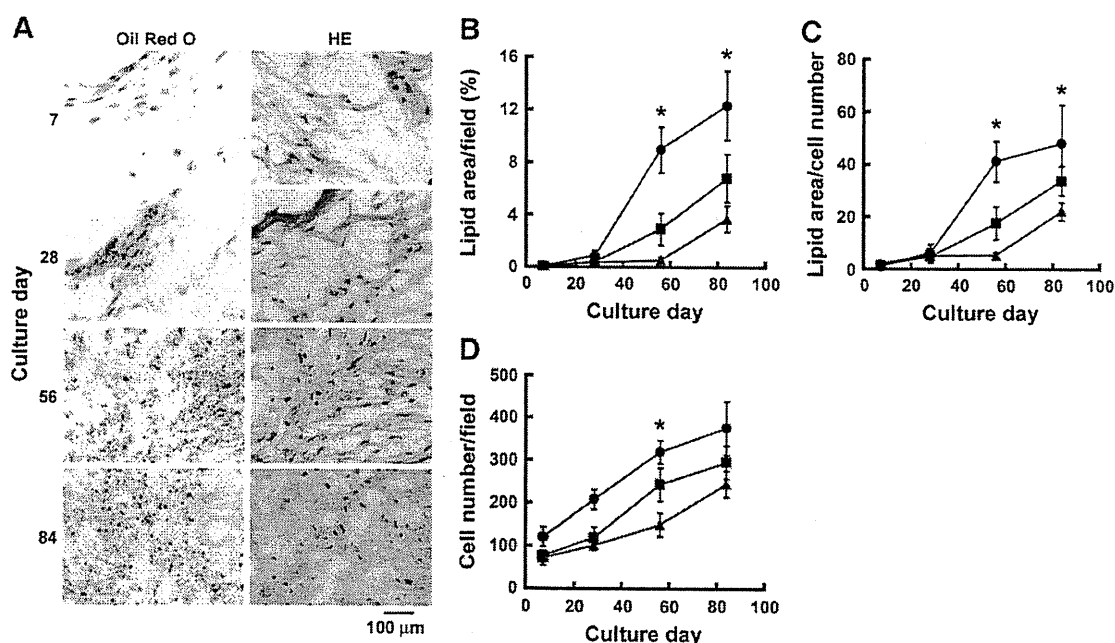 A
Oil Red O
HE
Culture day
7
28
56
84
100 μm
B
Lipid area/field (%)
16
12
8
4
0
*
*
0 20 40 60 80 100
Culture day
C
Lipid area/cell number
80
60
40
20
0
*
*
0 20 40 60 80 100
Culture day
D
Cell number/field
500
400
300
200
100
0
*
0 20 40 60 80 100
Culture day